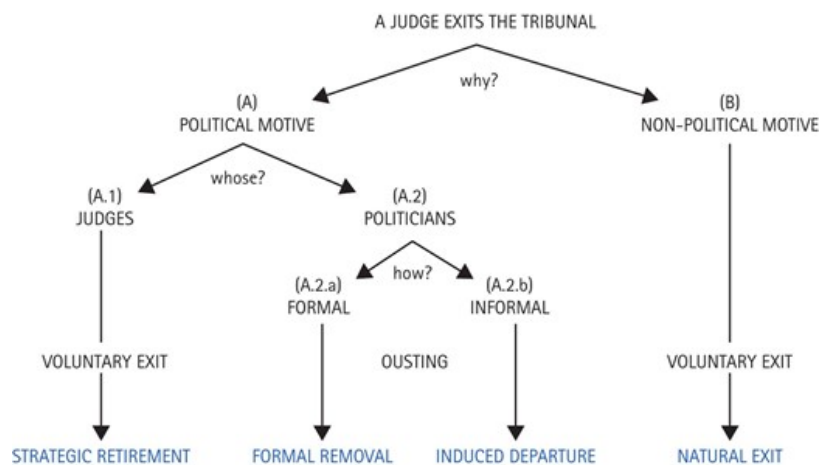 A JUDGE EXITS THE TRIBUNAL
why?
(A)
POLITICAL MOTIVE
(B)
NON-POLITICAL MOTIVE
whose?
(A.1)
JUDGES
(A.2)
POLITICIANS
how?
(A.2.a)
FORMAL
(A.2.b)
INFORMAL
VOLUNTARY EXIT
OUSTING
VOLUNTARY EXIT
STRATEGIC RETIREMENT
FORMAL REMOVAL
INDUCED DEPARTURE
NATURAL EXIT